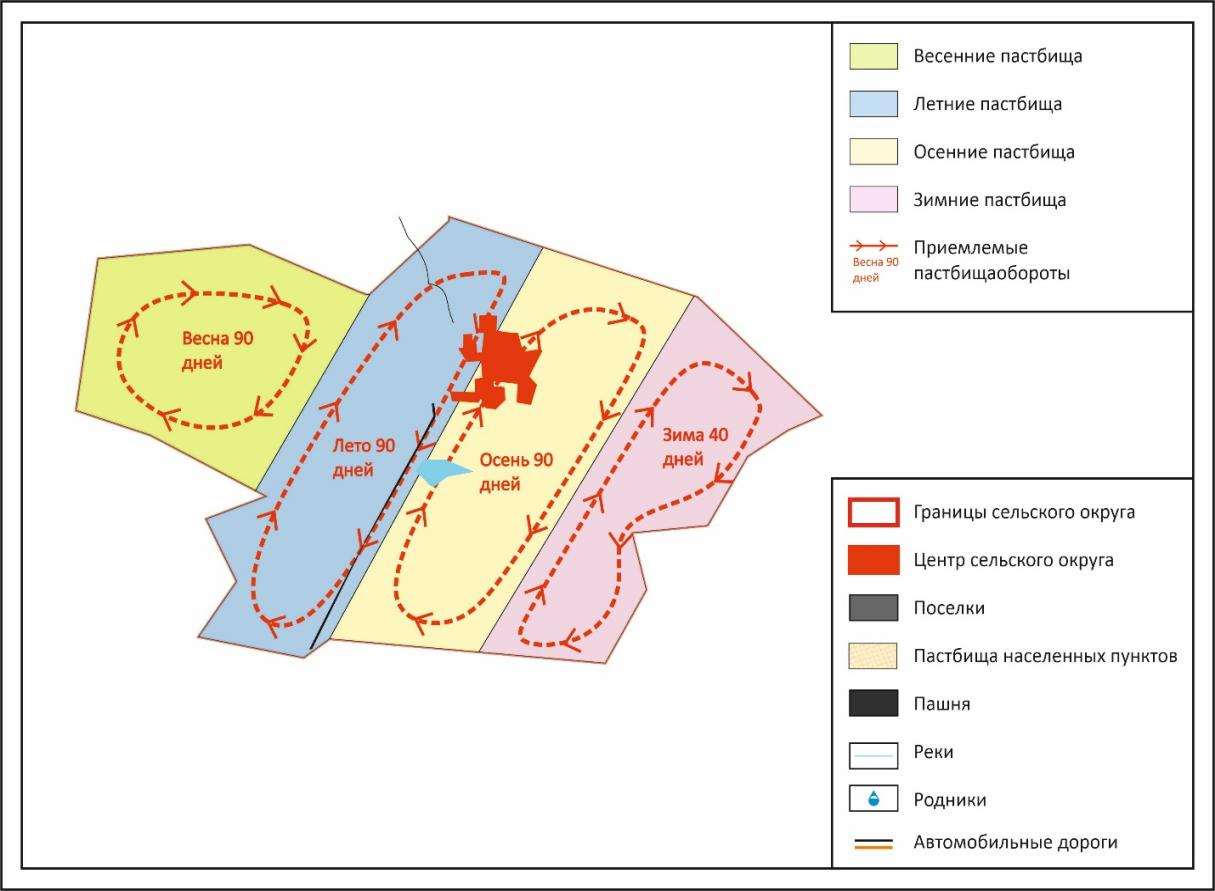 Весенние пастбища
Летние пастбища
Осенние пастбища
Зимние пастбища
Весна 90
дней
Приемлемые
пастбищаобороты
Весна 90
дней
Лето 90
дней
Осень 90
дней
Зима 40
дней
Границы сельского округа
Центр сельского округа
Поселки
Пастбища населенных пунктов
Пашня
Реки
Родники
Автомобильные дороги